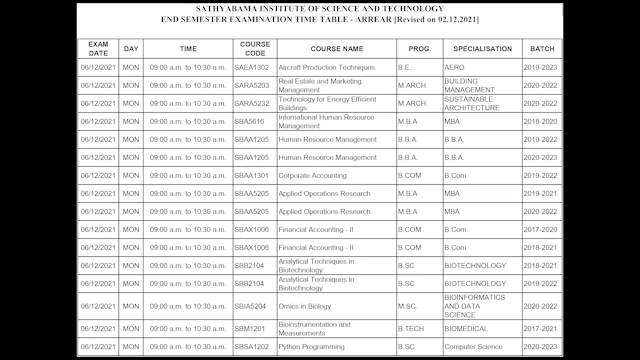 SATHYABAMA INSTITUTE OF SCIENCE AND TECHNOLOGY
END SEMESTER EXAMINATION TIME TABLE - ARREAR [Revised on 02.12.2021]
EXAM DATE DAY TIME COURSE CODE COURSE NAME PROG. SPECIALISATION BATCH
06/12/2021 MON 09:00 a.m. to 10:30 a.m. SAEA1302 Aircraft Production Techniques B.E. AERO 2019-2023
06/12/2021 MON 09:00 a.m. to 10:30 a.m. SARA5203 Real Estate and Marketing Management M.ARCH. BUILDING MANAGEMENT 2020-2022
06/12/2021 MON 09:00 a.m. to 10:30 a.m. SARA5232 Technology for Energy Efficient Buildings M.ARCH. SUSTAINABLE ARCHITECTURE 2020-2022
06/12/2021 MON 09:00 a.m. to 10:30 a.m. SBA5616 International Human Resource Management M.B.A MBA 2018-2020
06/12/2021 MON 09:00 a.m. to 10:30 a.m. SBAA1205 Human Resource Management B.B.A. B.B.A. 2019-2022
06/12/2021 MON 09:00 a.m. to 10:30 a.m. SBAA1205 Human Resource Management B.B.A. B.B.A. 2020-2023
06/12/2021 MON 09:00 a.m. to 10:30 a.m. SBAA1301 Corporate Accounting B.COM B.Com 2019-2022
06/12/2021 MON 09:00 a.m. to 10:30 a.m. SBAA5205 Applied Operations Research M.B.A MBA 2019-2021
06/12/2021 MON 09:00 a.m. to 10:30 a.m. SBAA5205 Applied Operations Research M.B.A MBA 2020-2022
06/12/2021 MON 09:00 a.m. to 10:30 a.m. SBAX1006 Financial Accounting - II B.COM B.Com 2017-2020
06/12/2021 MON 09:00 a.m. to 10:30 a.m. SBAX1006 Financial Accounting - II B.COM B.Com 2018-2021
06/12/2021 MON 09:00 a.m. to 10:30 a.m. SBB2104 Analytical Techniques in Biotechnology B.SC BIOTECHNOLOGY 2018-2021
06/12/2021 MON 09:00 a.m. to 10:30 a.m. SBB2104 Analytical Techniques in Biotechnology B.SC BIOTECHNOLOGY 2019-2022
06/12/2021 MON 09:00 a.m. to 10:30 a.m. SBIA5204 Omics in Biology M.SC. BIOINFORMATICS AND DATA SCIENCE 2020-2022
06/12/2021 MON 09:00 a.m. to 10:30 a.m. SBM1201 Bioinstrumentation and Measurements B.TECH BIOMEDICAL 2017-2021
06/12/2021 MON 09:00 a.m. to 10:30 a.m. SBSA1202 Python Programming B.SC Computer Science 2020-2023